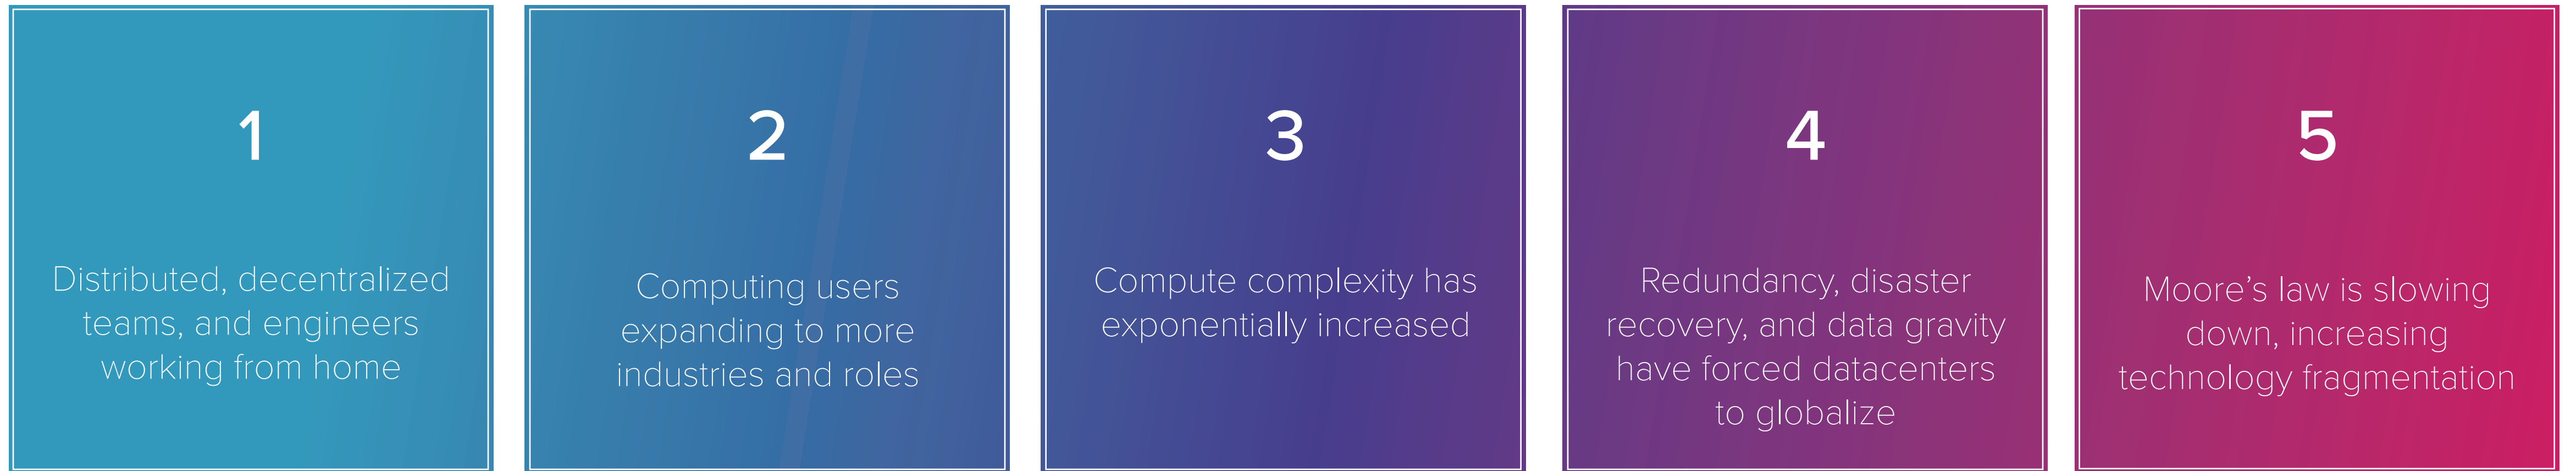 1
Distributed, decentralized
teams, and engineers
working from home
2
Computing users
expanding to more
industries and roles
3
Compute complexity has
exponentially increased
4
Redundancy, disaster
recovery, and data gravity
have forced datacenters
to globalize
5
Moore’s law is slowing
down, increasing
technology fragmentation